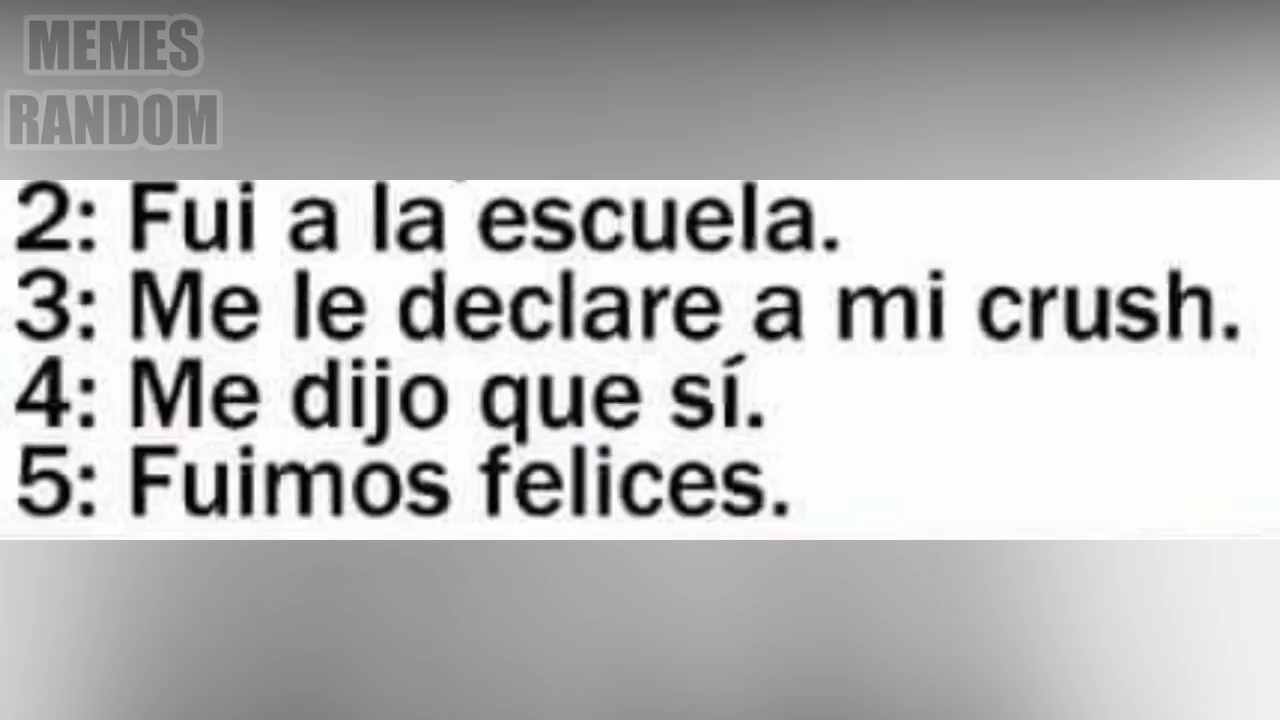 MEMES
RANDOM
2: Fui a la escuela.
3: Me le declare a mi crush.
4: Me dijo que sí.
5: Fuimos felices.